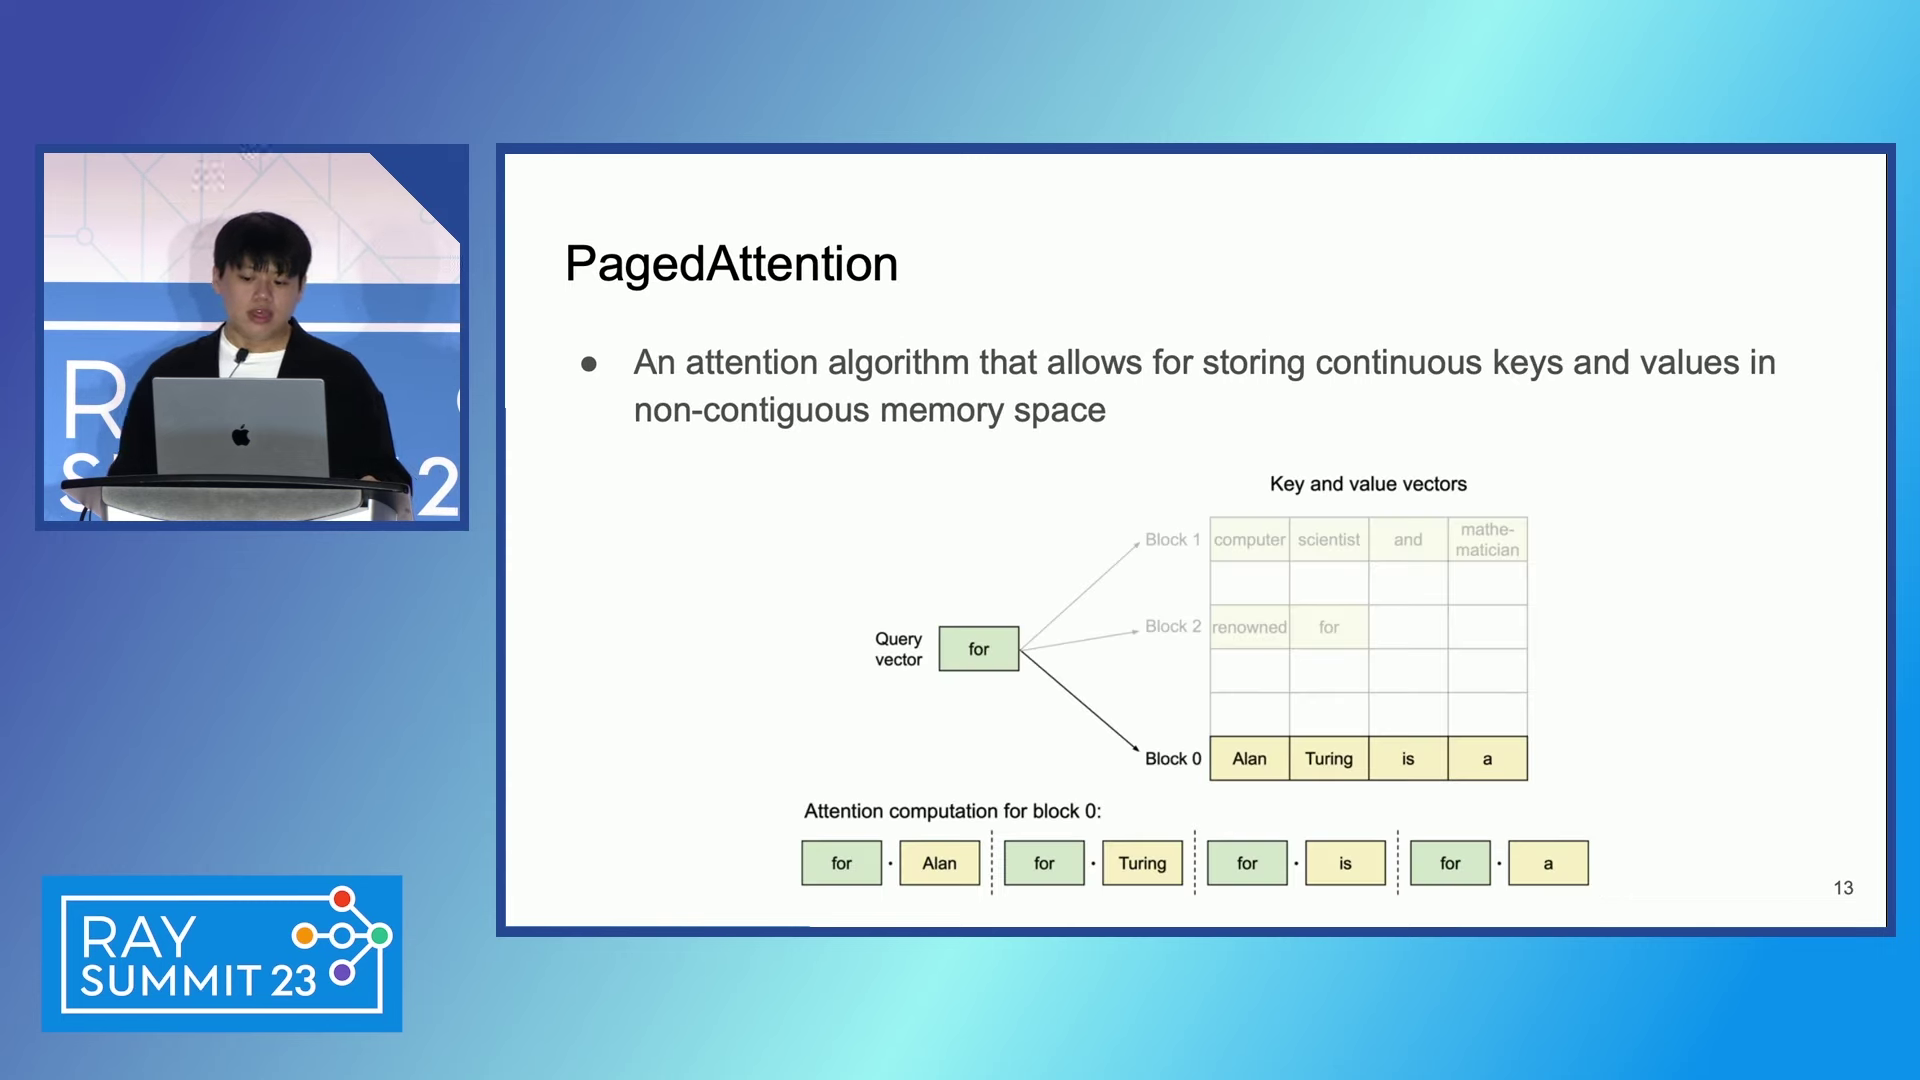 PagedAttention
● An attention algorithm that allows for storing continuous keys and values in
non-contiguous memory space
Key and value vectors
Block 1 computer scientist and mathe-
matician
Block 2 renowned for
Query
vector
for
Block 0 Alan Turing is a
Attention computation for block 0:
for · Alan for · Turing for · is for · a
13
R
S 2
RAY
SUMMIT 23